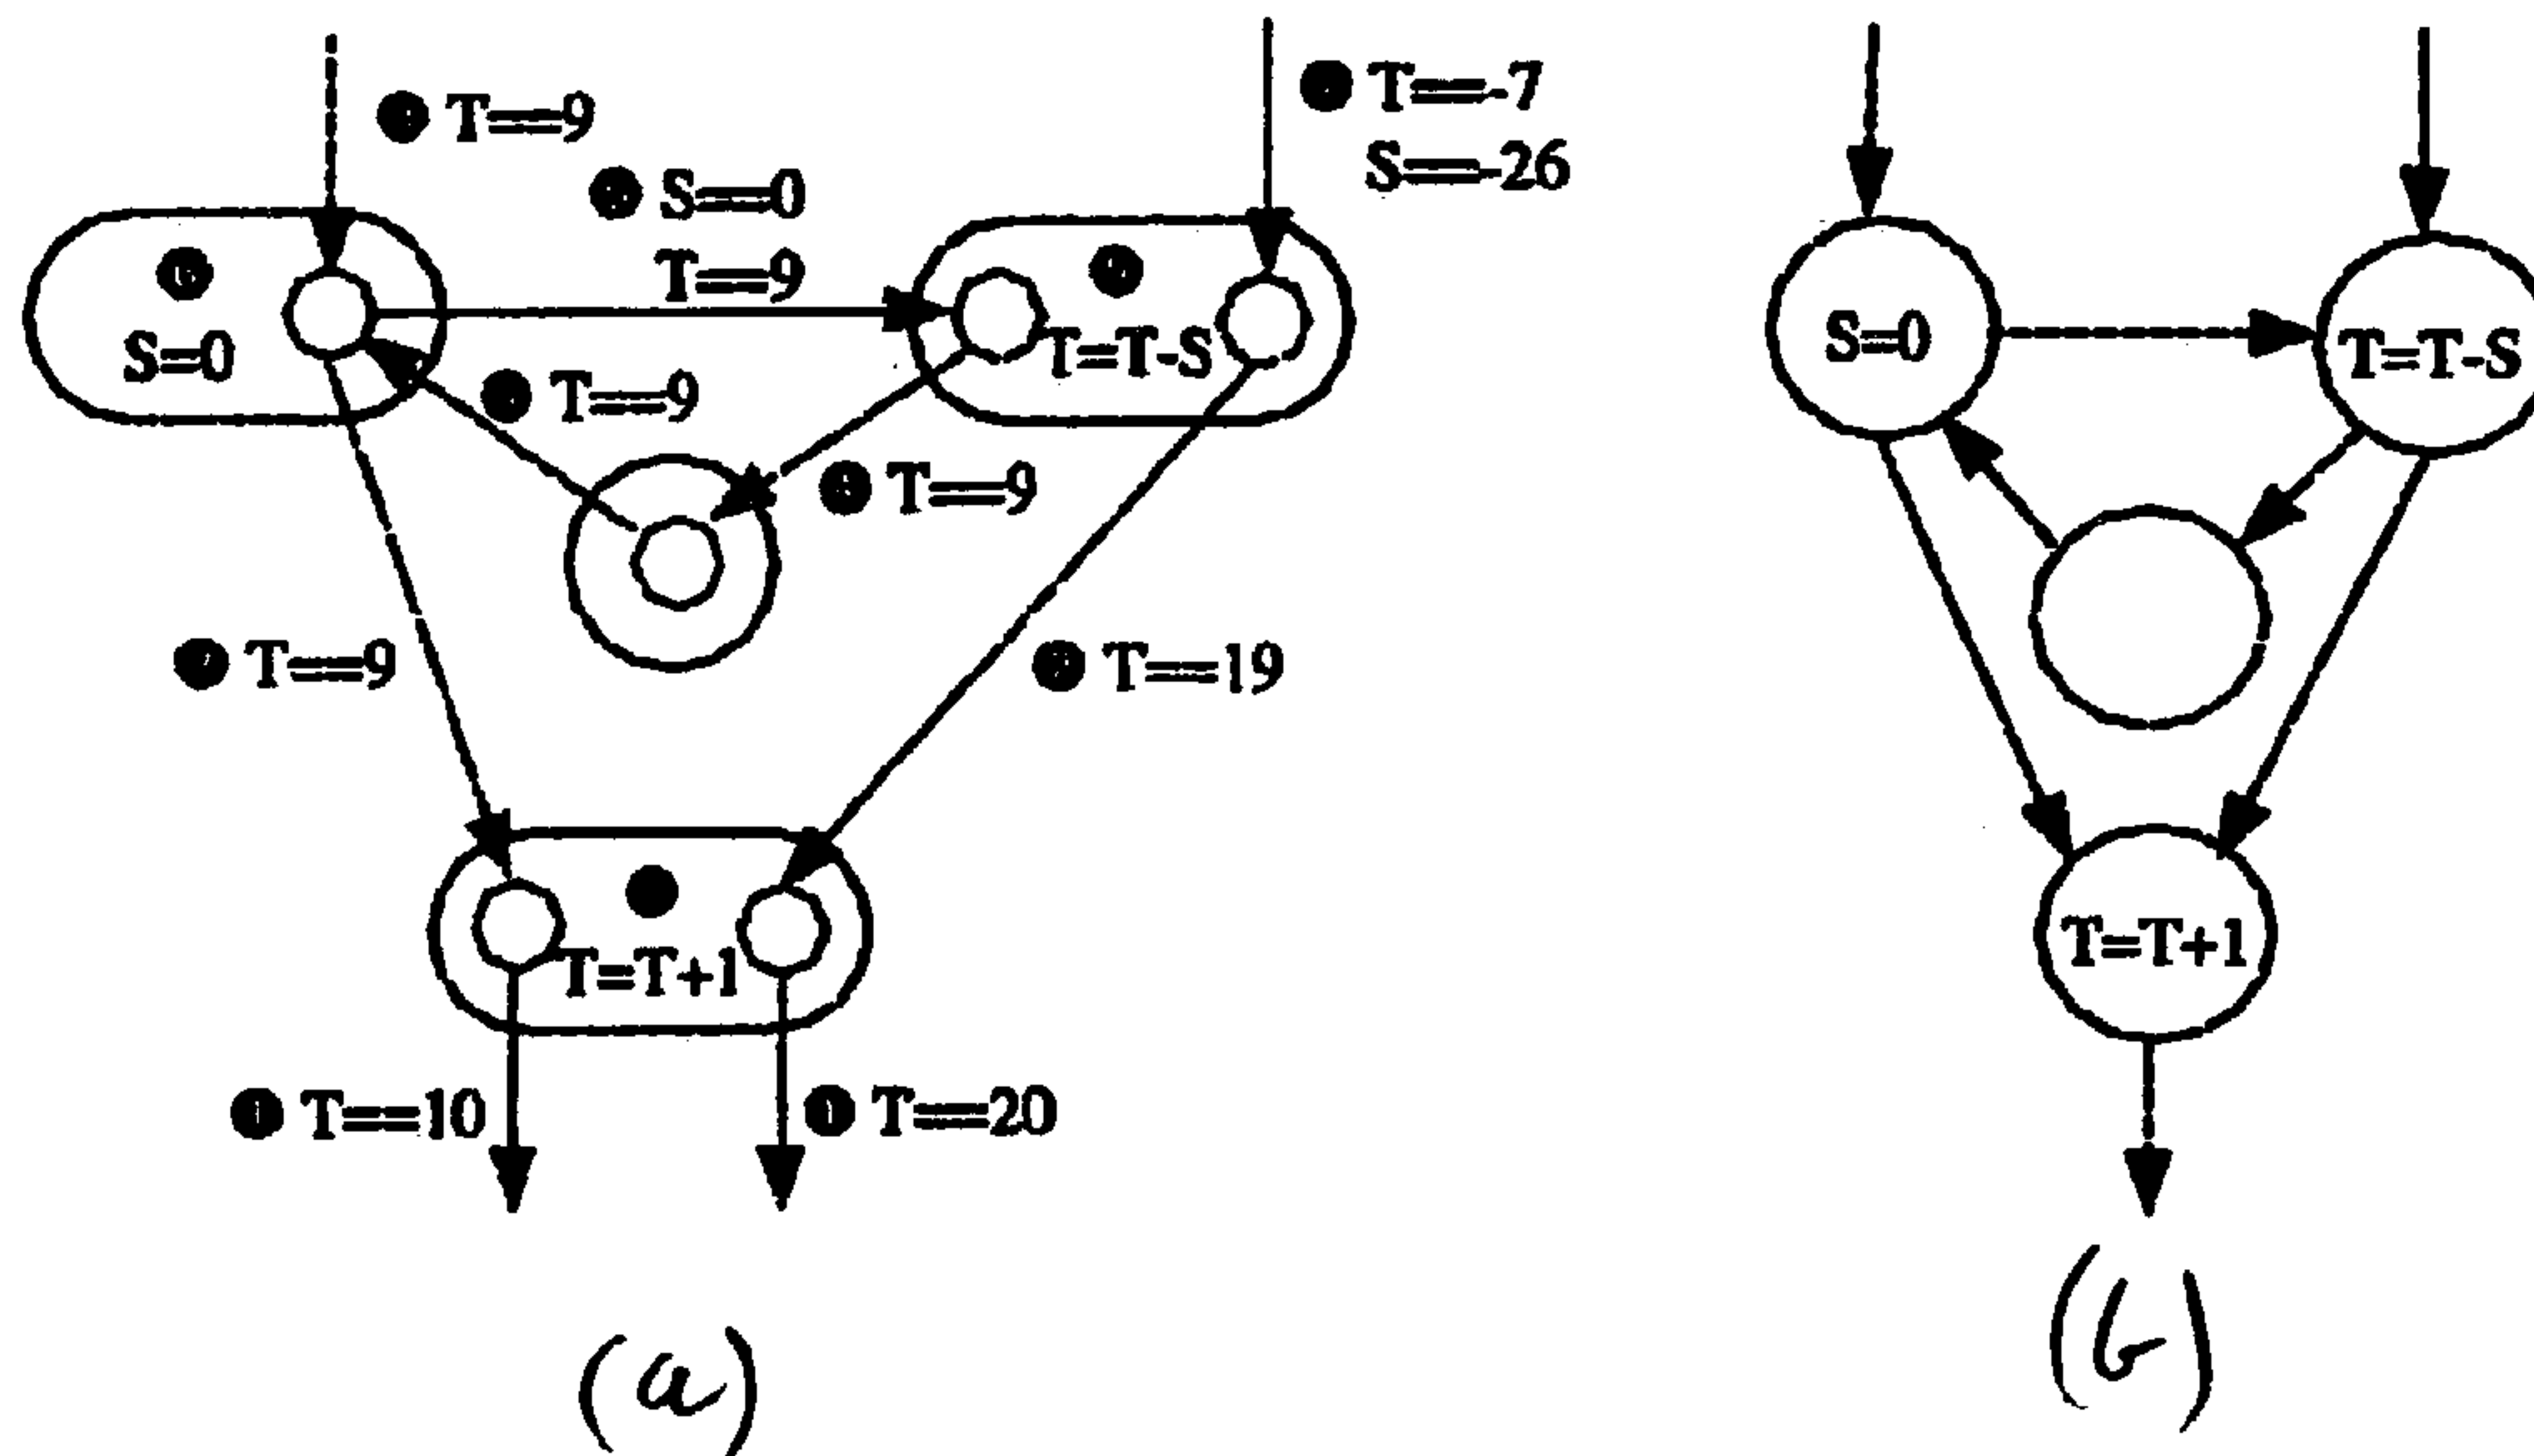 T==9
T==-7
S==-26
S==0
T==9
S=0
T=T-S
T==9
T==9
T==9
T==19
T=T+1
T==10
T==20
(a)
S=0
T=T-S
T=T+1
(b)